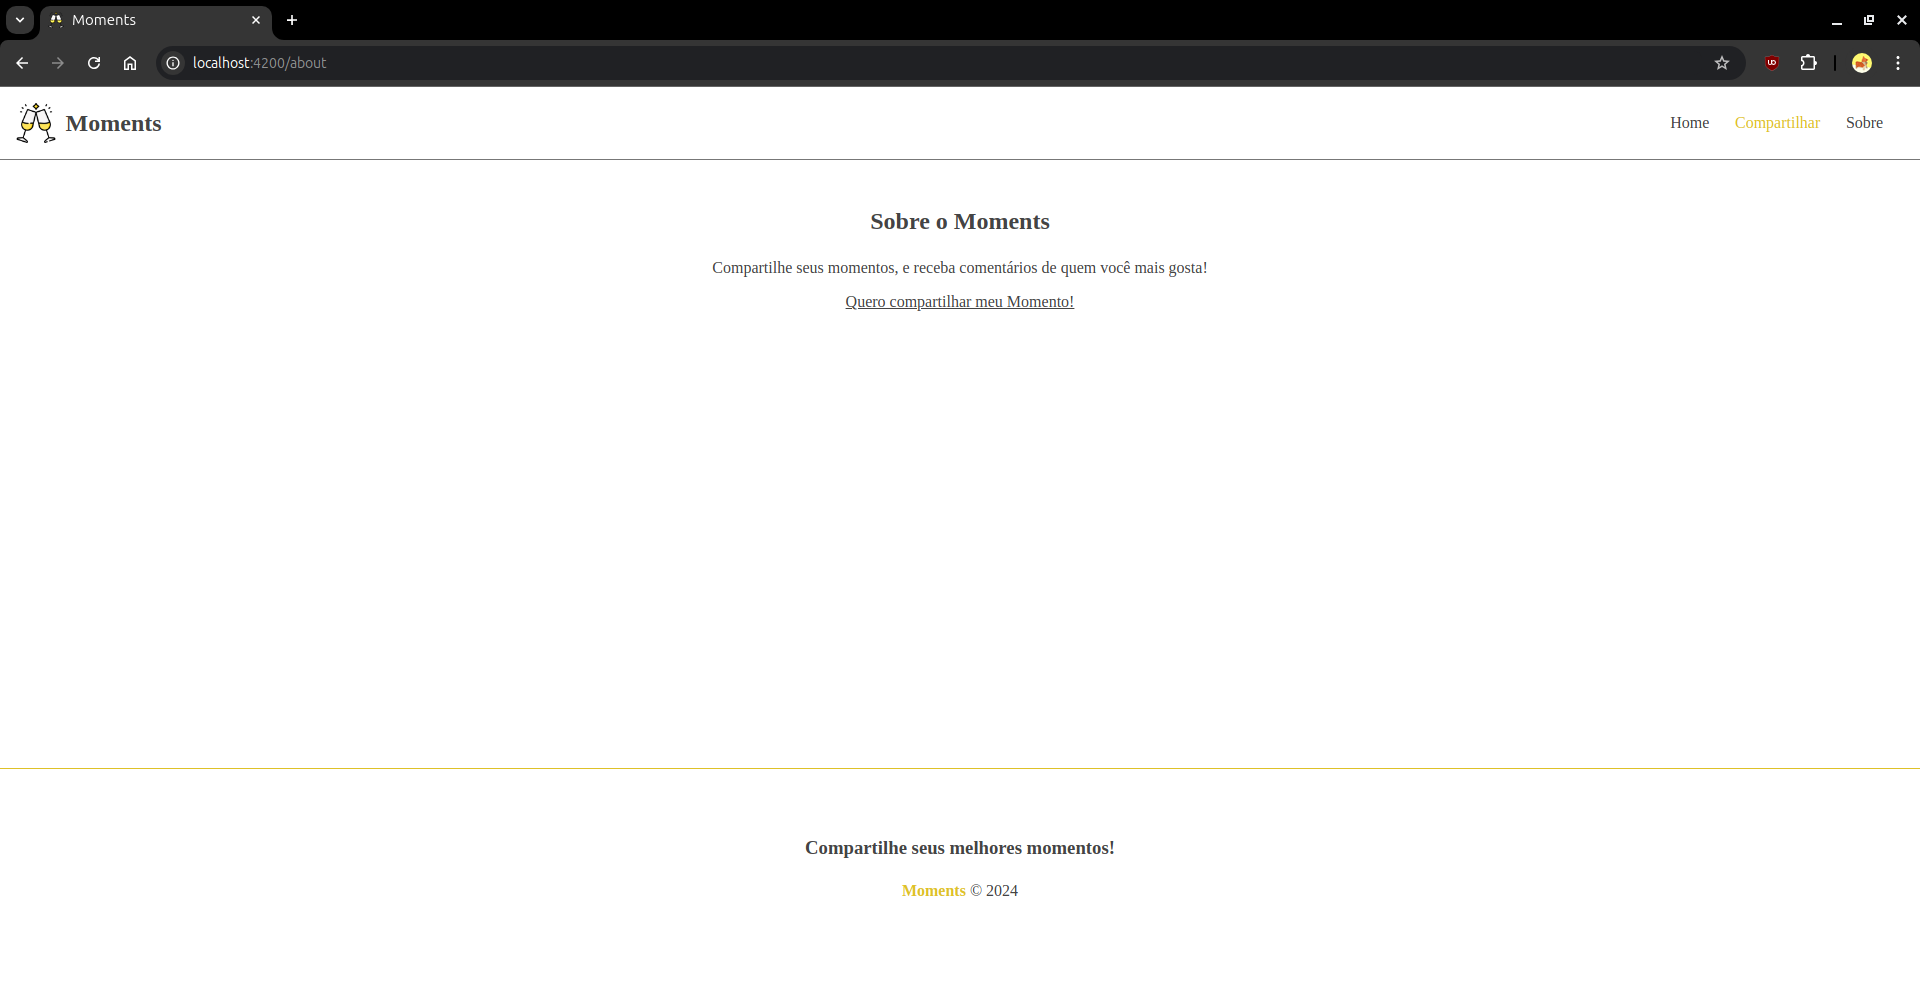 Moments
localhost:4200/about
Moments
Home Compartilhar Sobre
Sobre o Moments
Compartilhe seus momentos, e receba comentários de quem você mais gosta!
Quero compartilhar meu Momento!
Compartilhe seus melhores momentos!
Moments © 2024